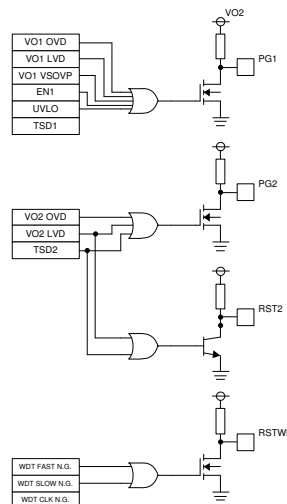 VO2
VO1 OVD
VO1 LVD
VO1 VSOVP
EN1
UVLO
TSD1
PG1
PG2
VO2 OVD
VO2 LVD
TSD2
RST2
RSTW
WDT FAST N.G.
WDT SLOW N.G.
WDT CLK N.G.